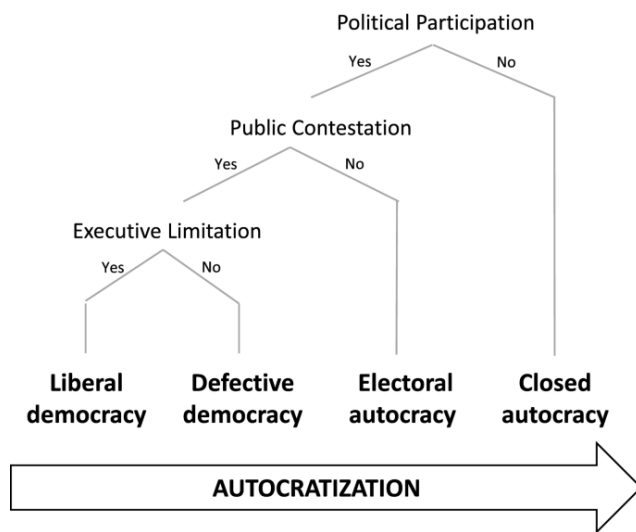 Political Participation
Yes
No
Public Contestation
Yes
No
Executive Limitation
Yes
No
Liberal
democracy
Defective
democracy
Electoral
autocracy
Closed
autocracy
AUTOCRATIZATION